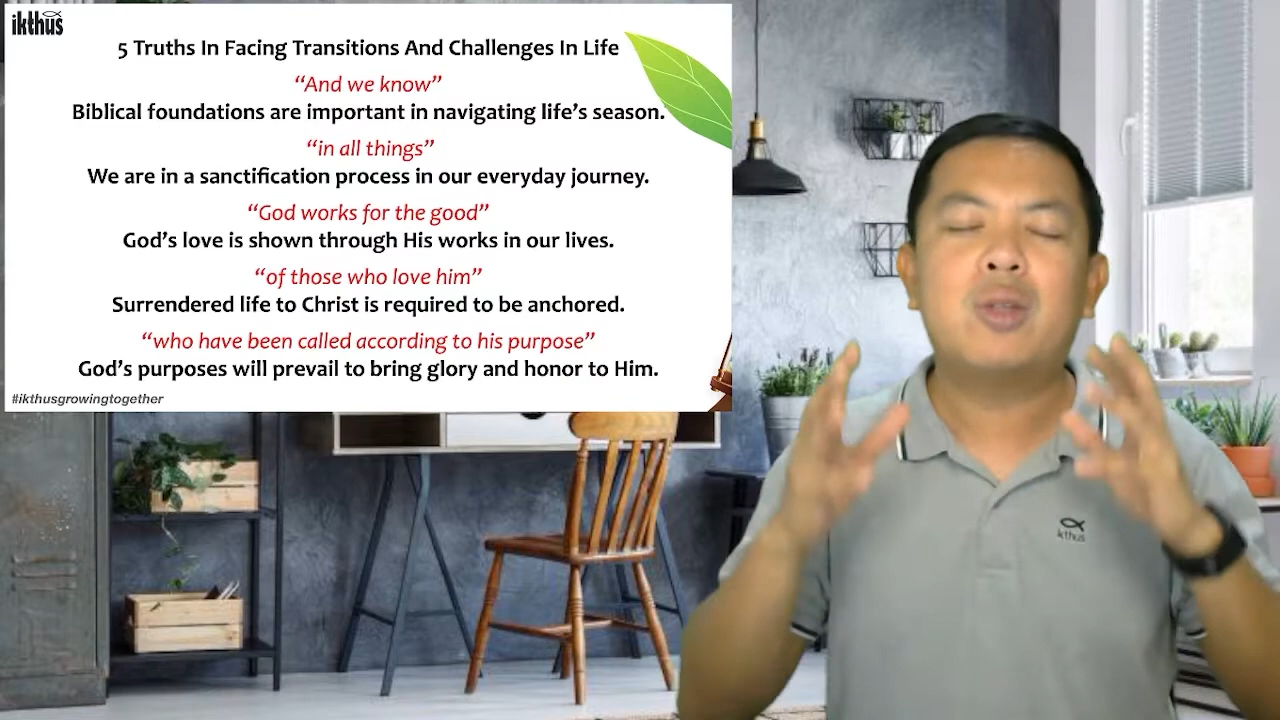 ikthus
5 Truths In Facing Transitions And Challenges In Life
“And we know”
Biblical foundations are important in navigating life’s season.
“in all things”
We are in a sanctification process in our everyday journey.
“God works for the good”
God’s love is shown through His works in our lives.
“of those who love him”
Surrendered life to Christ is required to be anchored.
“who have been called according to his purpose”
God’s purposes will prevail to bring glory and honor to Him.
#ikthusgrowingtogether
ikthus